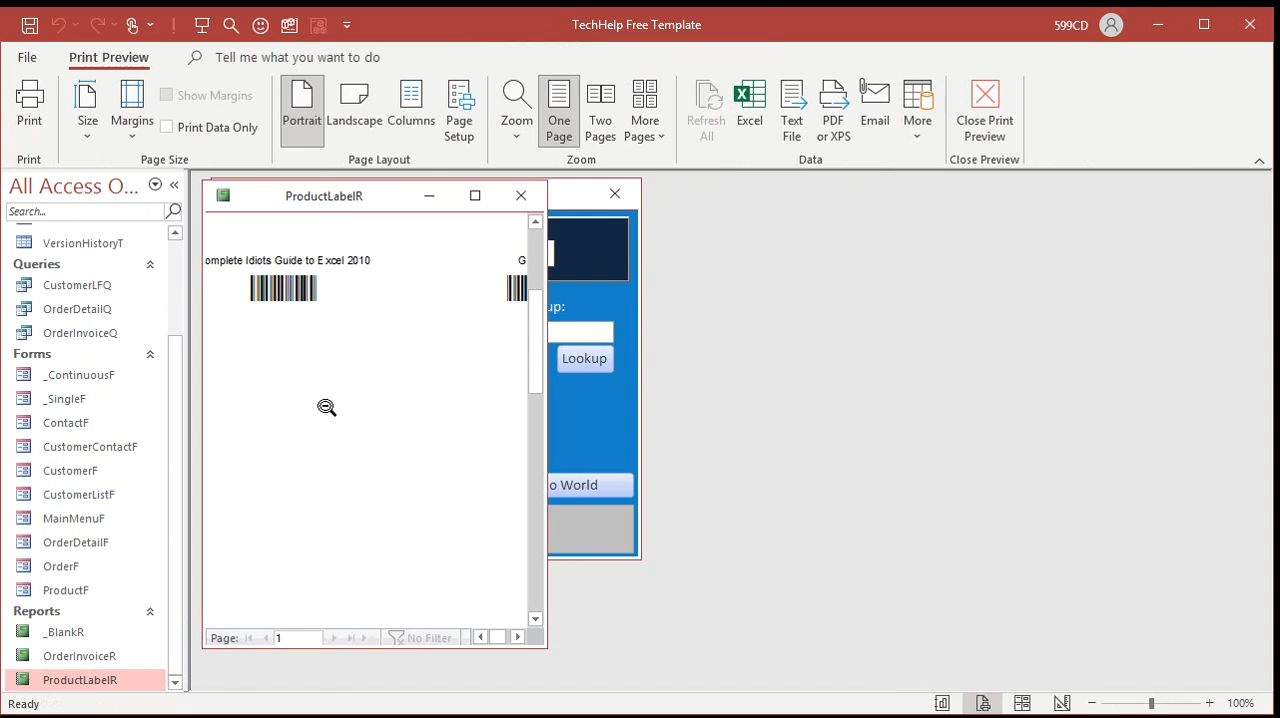 TechHelp Free Template
599CD
File
Print Preview
Tell me what you want to do
Print
Size
Margins
Show Margins
Print Data Only
Portrait
Landscape
Columns
Page Setup
Zoom
One Page
Two Pages
More Pages
Refresh All
Excel
Text File
PDF or XPS
Email
More
Close Print Preview
Print
Page Size
Page Layout
Zoom
Data
Close Preview
All Access O...
Search...
VersionHistoryT
Queries
CustomerLFQ
OrderDetailQ
OrderInvoiceQ
Forms
_ContinuousF
_SingleF
ContactF
CustomerContactF
CustomerF
CustomerListF
MainMenuF
OrderDetailF
OrderF
ProductF
Reports
_BlankR
OrderInvoiceR
ProductLabelR
ProductLabelR
omplete Idiots Guide to Excel 2010
G
Page:
1
No Filter
up:
Lookup
o World
Ready
100%